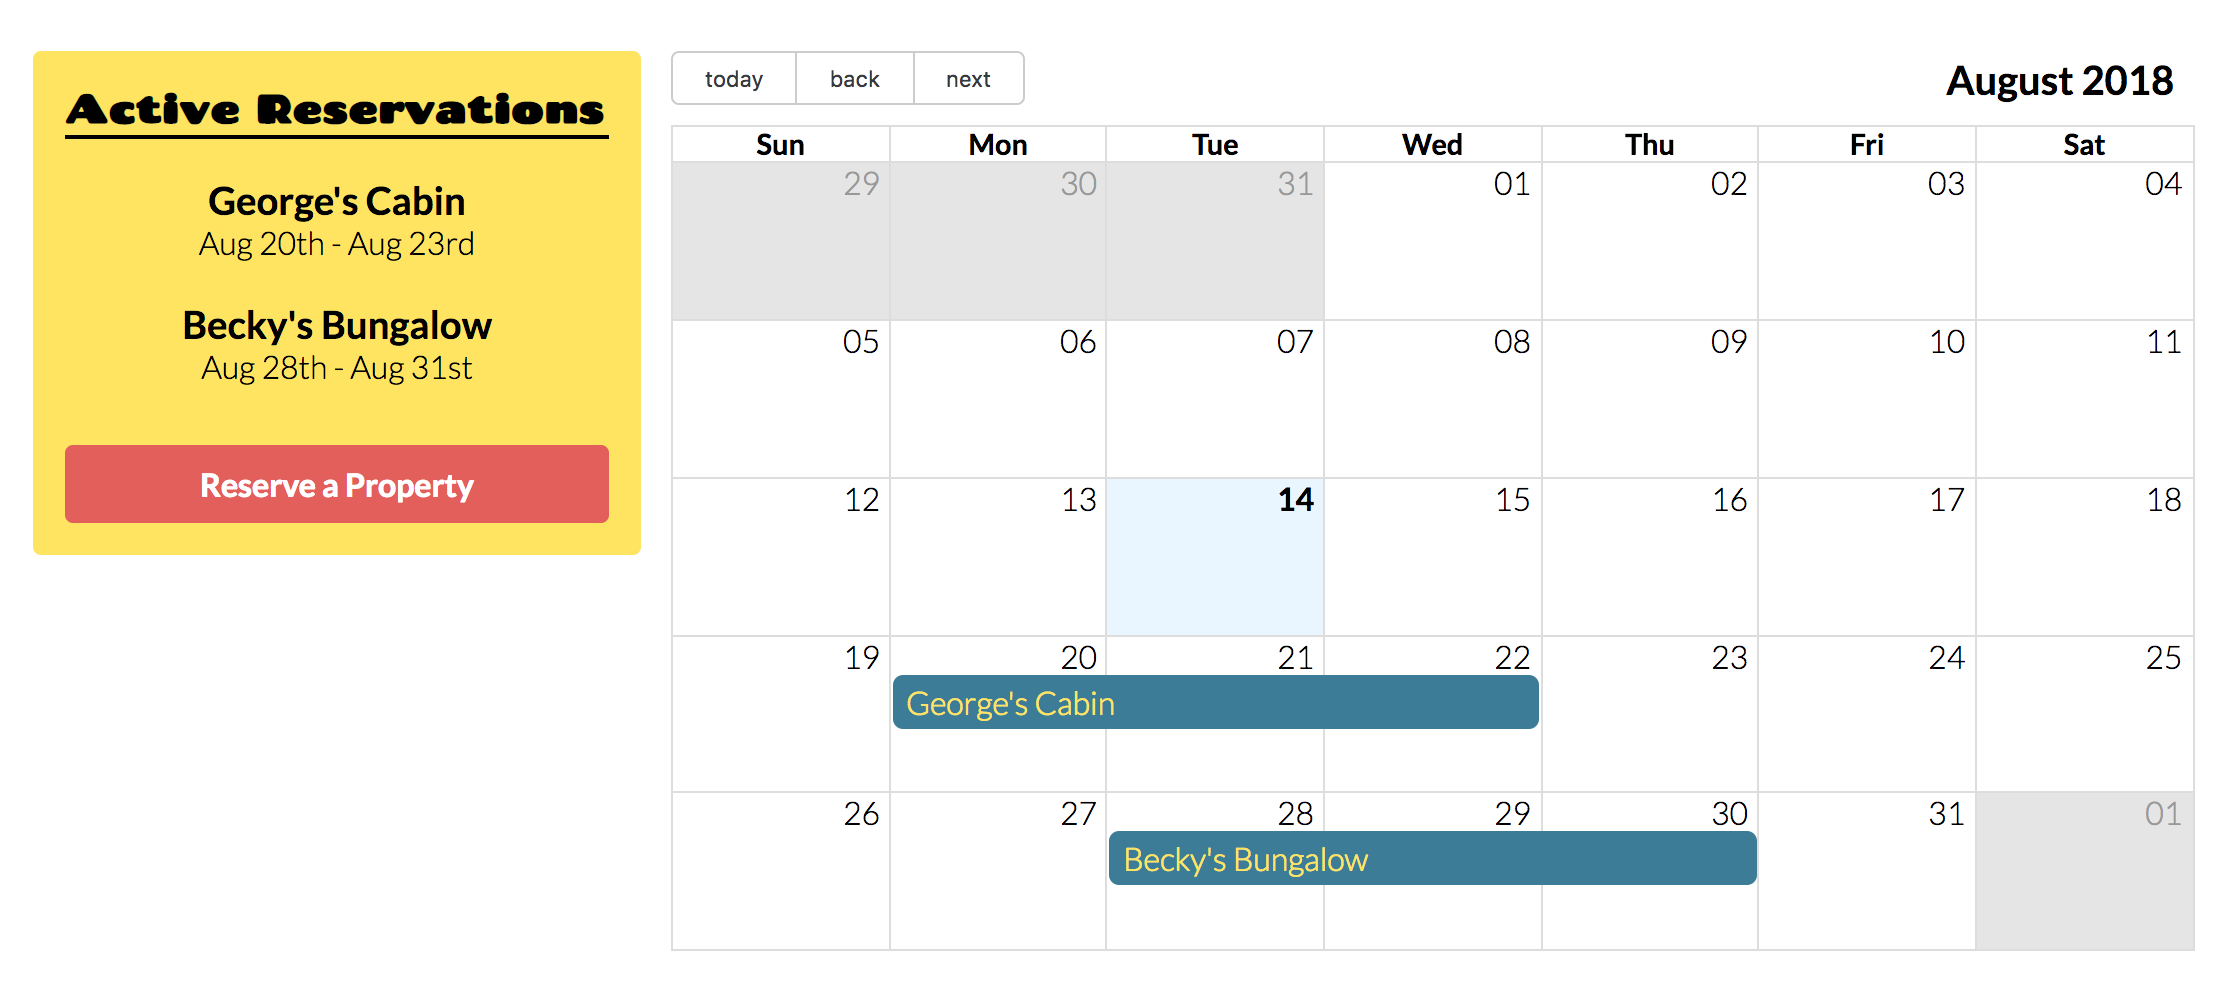 Active Reservations
George's Cabin
Aug 20th - Aug 23rd
Becky's Bungalow
Aug 28th - Aug 31st
Reserve a Property
today back next August 2018
Sun Mon Tue Wed Thu Fri Sat
29 30 31 01 02 03 04
05 06 07 08 09 10 11
12 13 14 15 16 17 18
19 20 21 22 23 24 25
George's Cabin
26 27 28 29 30 31 01
Becky's Bungalow